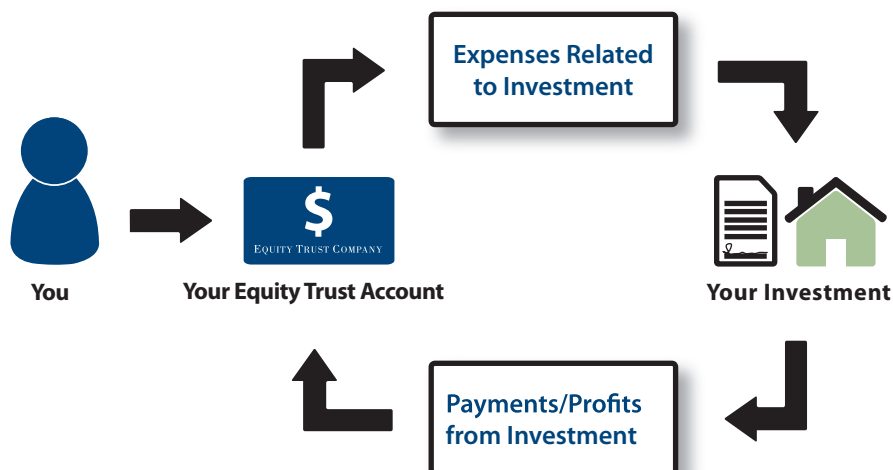 Expenses Related
to Investment
$
EQUITY TRUST COMPANY
You
Your Equity Trust Account
Your Investment
Payments/Profits
from Investment